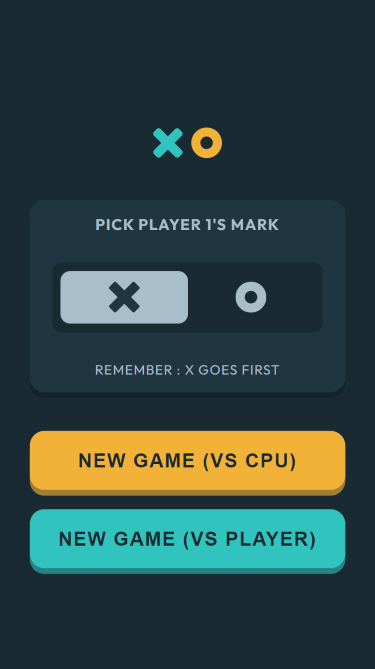 PICK PLAYER 1'S MARK
REMEMBER : X GOES FIRST
NEW GAME (VS CPU)
NEW GAME (VS PLAYER)